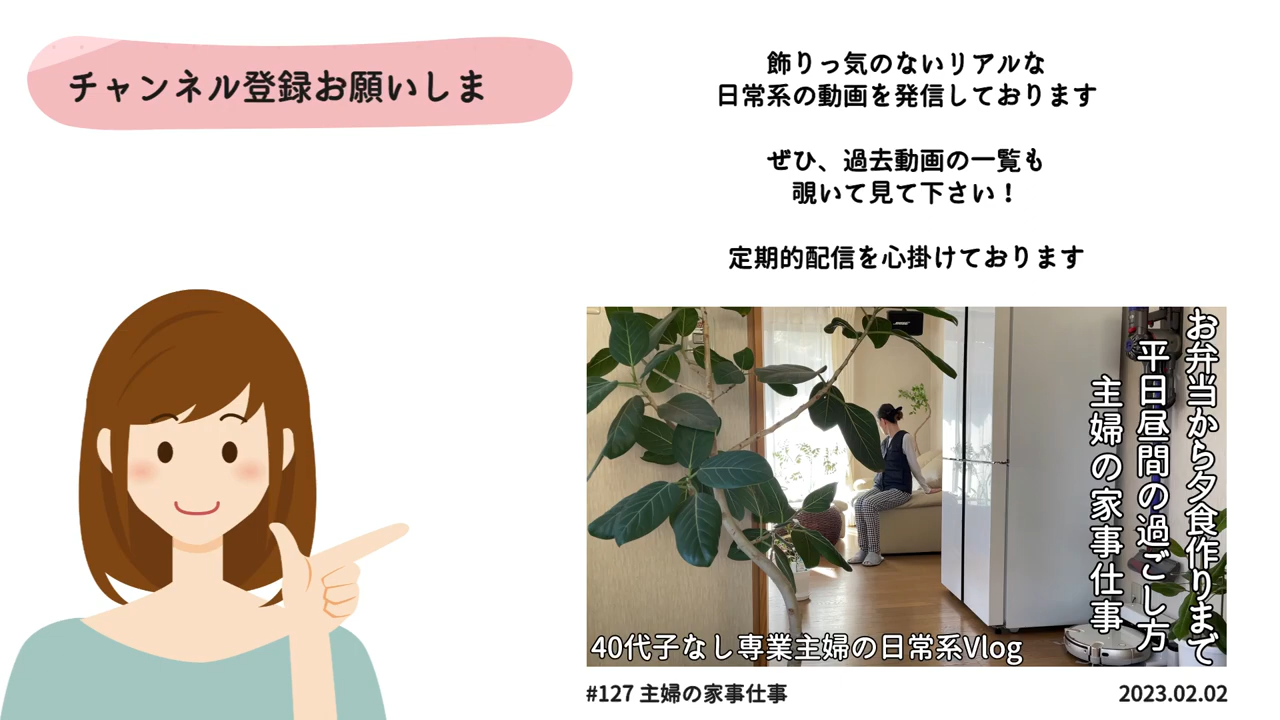 チャンネル登録お願いしま
飾りっ気のないリアルな
日常系の動画を発信しております
ぜひ、過去動画の一覧も
覗いて見て下さい！
定期的配信を心掛けております
お弁当から夕食作りまで
平日昼間の過ごし方
主婦の家事仕事
40代子なし専業主婦の日常系Vlog
#127 主婦の家事仕事
2023.02.02